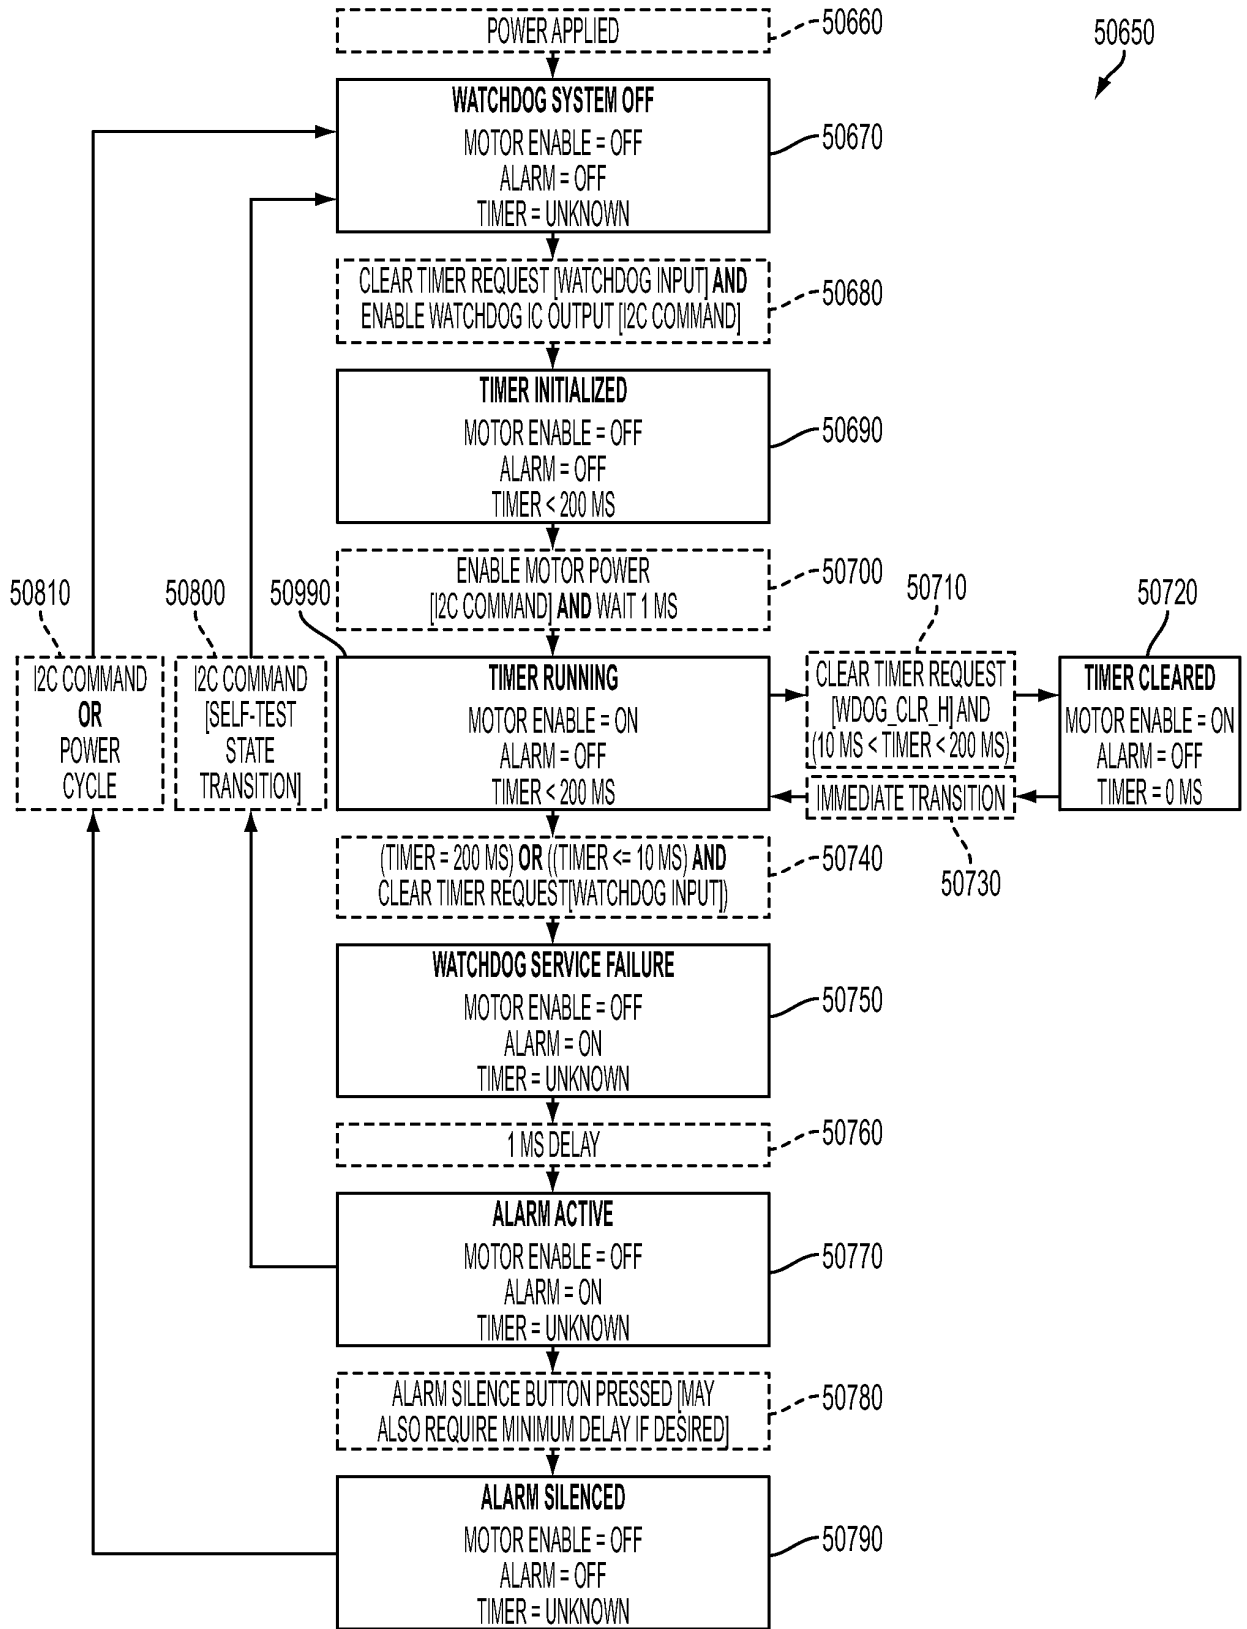 POWER APPLIED
50660
50650
WATCHDOG SYSTEM OFF
MOTOR ENABLE = OFF
ALARM = OFF
TIMER = UNKNOWN
50670
CLEAR TIMER REQUEST [WATCHDOG INPUT] AND
ENABLE WATCHDOG IC OUTPUT [I2C COMMAND]
50680
TIMER INITIALIZED
MOTOR ENABLE = OFF
ALARM = OFF
TIMER < 200 MS
50690
ENABLE MOTOR POWER
[I2C COMMAND] AND WAIT 1 MS
50700
50810
I2C COMMAND
OR
POWER
CYCLE
50800
I2C COMMAND
[SELF-TEST
STATE
TRANSITION]
50990
TIMER RUNNING
MOTOR ENABLE = ON
ALARM = OFF
TIMER < 200 MS
50710
CLEAR TIMER REQUEST
[WDOG_CLR_H] AND
(10 MS < TIMER < 200 MS)
50720
TIMER CLEARED
MOTOR ENABLE = ON
ALARM = OFF
TIMER = 0 MS
IMMEDIATE TRANSITION
50730
(TIMER = 200 MS) OR ((TIMER <= 10 MS) AND
CLEAR TIMER REQUEST[WATCHDOG INPUT])
50740
WATCHDOG SERVICE FAILURE
MOTOR ENABLE = OFF
ALARM = ON
TIMER = UNKNOWN
50750
1 MS DELAY
50760
ALARM ACTIVE
MOTOR ENABLE = OFF
ALARM = ON
TIMER = UNKNOWN
50770
ALARM SILENCE BUTTON PRESSED [MAY
ALSO REQUIRE MINIMUM DELAY IF DESIRED]
50780
ALARM SILENCED
MOTOR ENABLE = OFF
ALARM = OFF
TIMER = UNKNOWN
50790